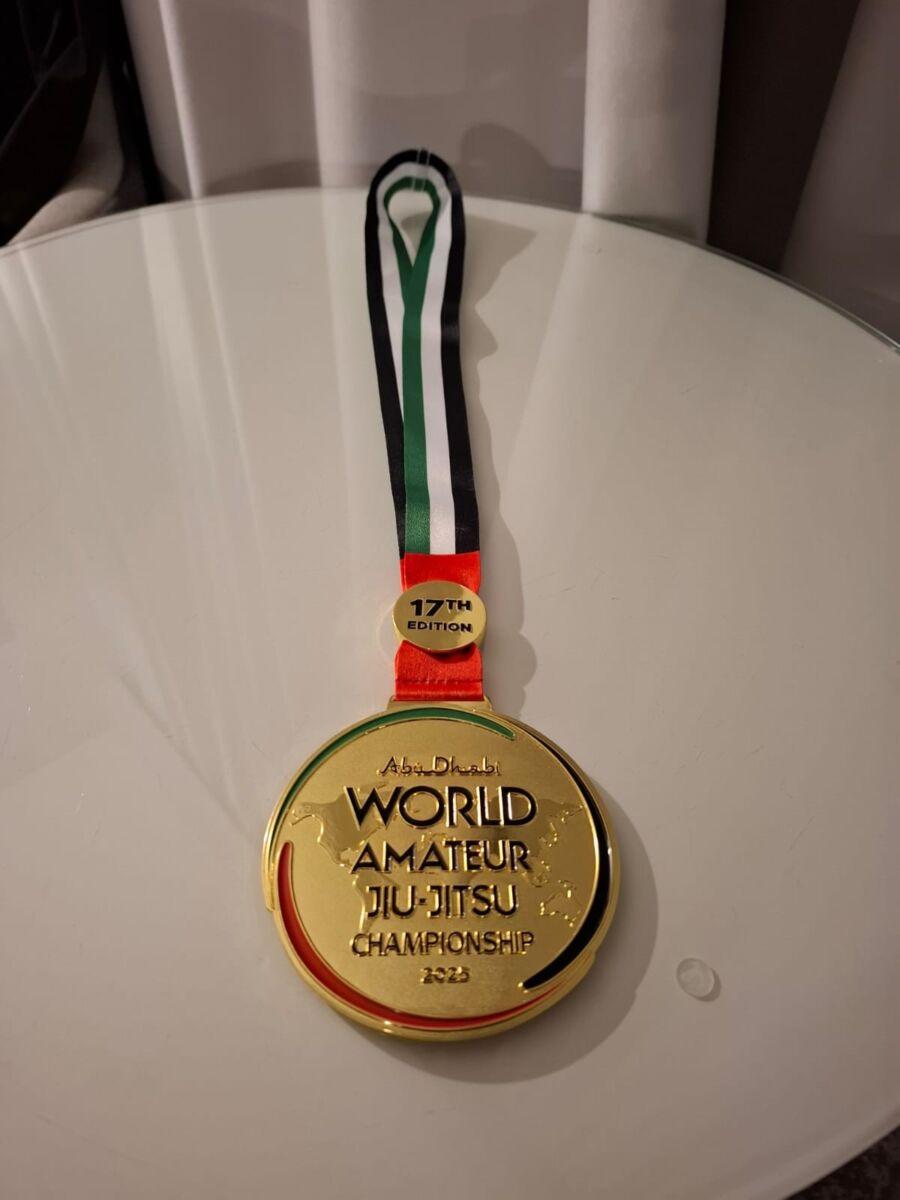 17TH
EDITION
Abu Dhabi
WORLD
AMATEUR
JIU-JITSU
CHAMPIONSHIP
2025